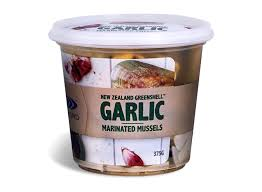 NEW ZEALAND GREENSHELL™
GARLIC
MARINATED MUSSELS
375G